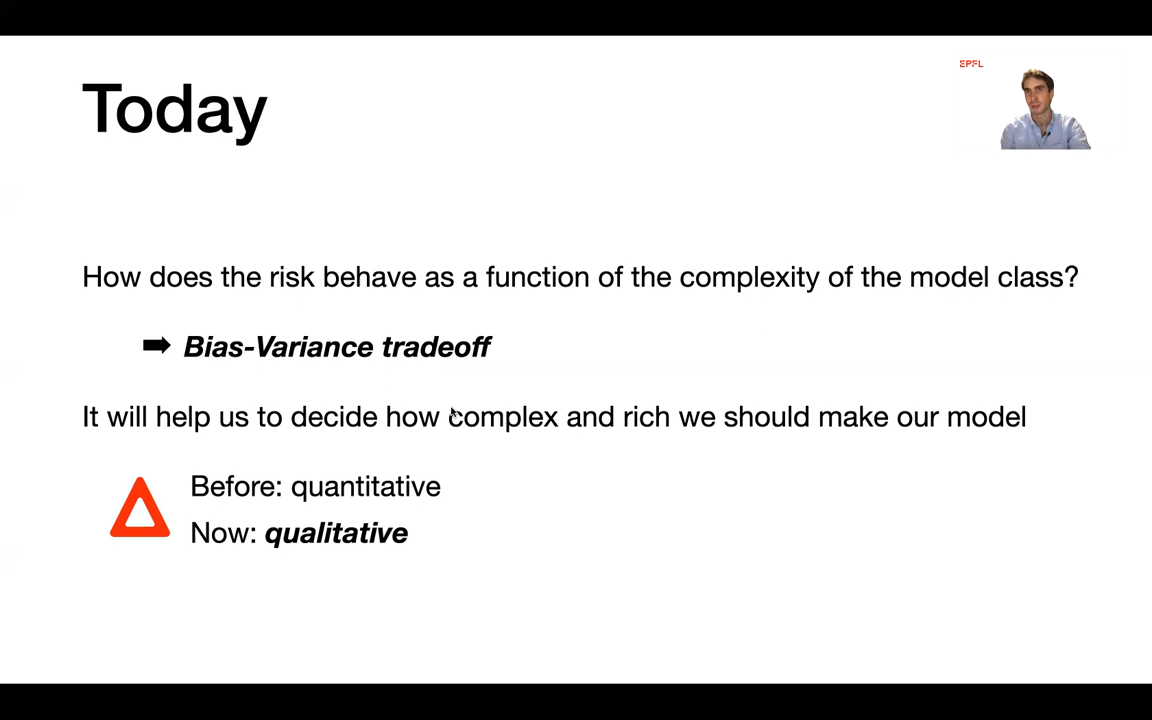 EPFL
Today
How does the risk behave as a function of the complexity of the model class?
➡ Bias-Variance tradeoff
It will help us to decide how complex and rich we should make our model
Before: quantitative
Now: qualitative